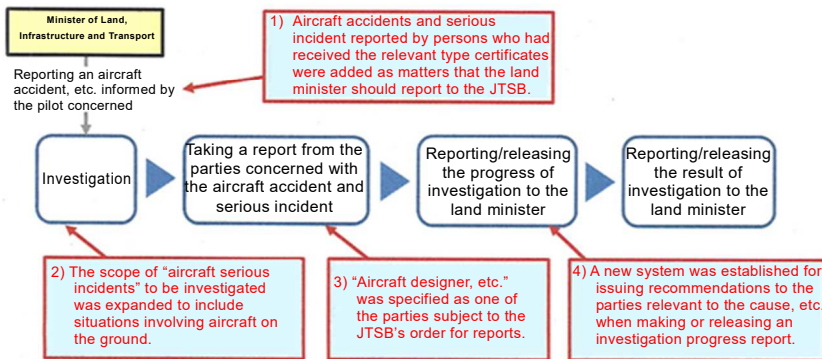 Minister of Land,
Infrastructure and Transport
1) Aircraft accidents and serious
incident reported by persons who had
received the relevant type certificates
were added as matters that the land
minister should report to the JTSB.
Reporting an aircraft
accident, etc. informed by
the pilot concerned
Investigation
Taking a report from the
parties concerned with
the aircraft accident and
serious incident
Reporting/releasing
the progress of
investigation to the
land minister
Reporting/releasing
the result of
investigation to the
land minister
2) The scope of “aircraft serious
incidents” to be investigated
was expanded to include
situations involving aircraft on
the ground.
3) “Aircraft designer, etc.”
was specified as one of
the parties subject to the
JTSB’s order for reports.
4) A new system was established for
issuing recommendations to the
parties relevant to the cause, etc.
when making or releasing an
investigation progress report.